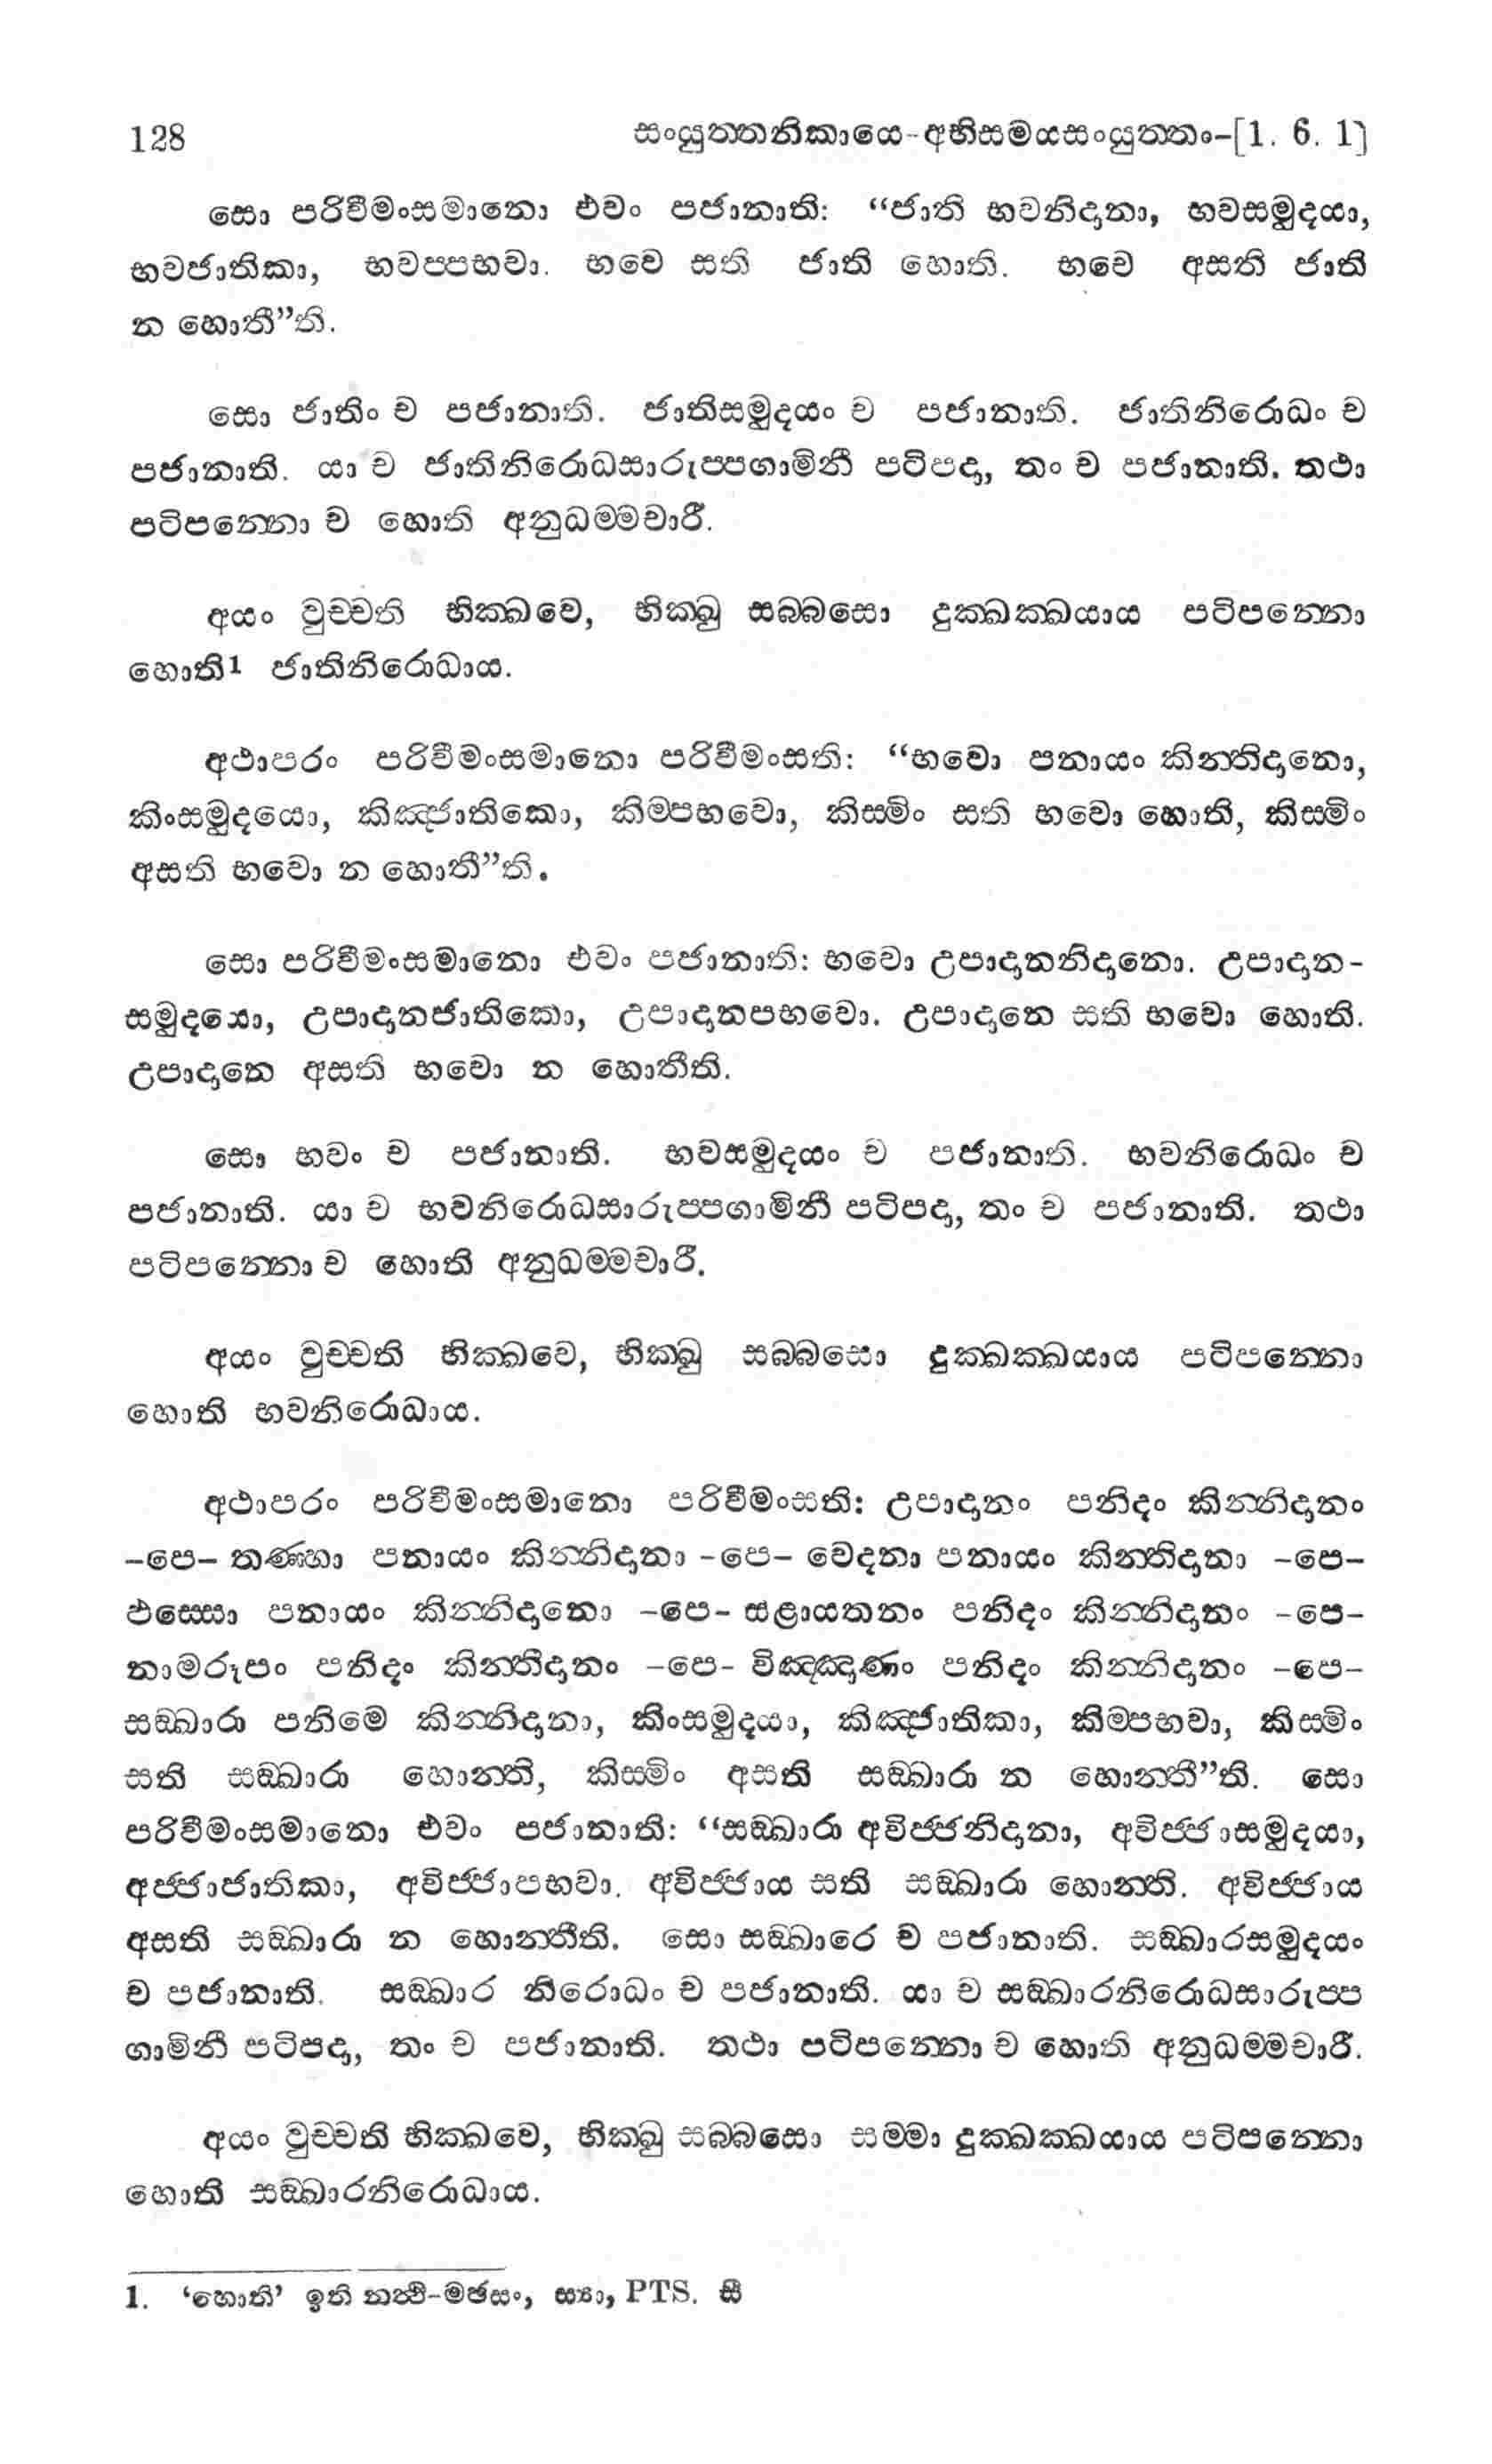 128 සංයුත්තනිකායෙ-අභිසමයසංයුත්තං-[1. 6. 1]
සො පරිවීමංසමානො එවං පජානාති: “ජාති භවනිදානා, භවසමුදයා,
භවජාතිකා, භවප්පභවා. භවෙ සති ජාති හොති. භවෙ අසති ජාති
න හොතී”ති.
සො ජාතිං ච පජානාති. ජාතිසමුදයං ච පජානාති. ජාතිනිරොධං ච
පජානාති. යා ච ජාතිනිරොධසාරුප්පගාමිනී පටිපදා, තං ච පජානාති. තථා
පටිපන්නො ච හොති අනුධම්මචාරී.
අයං වුච්චති භික්ඛවෙ, භික්ඛු සබ්බසො දුක්ඛක්ඛයාය පටිපන්නො
හොති1 ජාතිනිරොධාය.
අථාපරං පරිවීමංසමානො පරිවීමංසති: “භවො පනායං කින්නිදානො,
කිංසමුදයො, කිඤ්ජාතිකො, කිම්පභවො, කිස්මිං සති භවො හොති, කිස්මිං
අසති භවො න හොතී”ති.
සො පරිවීමංසමානො එවං පජානාති: භවො උපාදානනිදානො. උපාදාන-
සමුදයො, උපාදානජාතිකො, උපාදානපභවො. උපාදානෙ සති භවො හොති.
උපාදානෙ අසති භවො න හොතීති.
සො භවං ච පජානාති. භවසමුදයං ච පජානාති. භවනිරොධං ච
පජානාති. යා ච භවනිරොධසාරුප්පගාමිනී පටිපදා, තං ච පජානාති. තථා
පටිපන්නො ච හොති අනුධම්මචාරී.
අයං වුච්චති භික්ඛවෙ, භික්ඛු සබ්බසො දුක්ඛක්ඛයාය පටිපන්නො
හොති භවනිරොධාය.
අථාපරං පරිවීමංසමානො පරිවීමංසති: උපාදානං පනිදං කින්නිදානං
-පෙ- තණ්හා පනායං කින්නිදානා -පෙ- වෙදනා පනායං කින්නිදානා -පෙ-
ඵස්සො පනායං කින්නිදානො -පෙ- සළායතනං පනිදං කින්නිදානං -පෙ-
නාමරූපං පනිදං කින්නිදානං -පෙ- විඤ්ඤාණං පනිදං කින්නිදානං -පෙ-
සඞ්ඛාරා පනිමෙ කින්නිදානා, කිංසමුදයා, කිඤ්ජාතිකා, කිම්පභවා, කිස්මිං
සති සඞ්ඛාරා හොන්ති, කිස්මිං අසති සඞ්ඛාරා න හොන්තී”ති. සො
පරිවීමංසමානො එවං පජානාති: “සඞ්ඛාරා අවිජ්ජනිදානා, අවිජ්ජාසමුදයා,
අජ්ජාජාතිකා, අවිජ්ජාපභවා. අවිජ්ජාය සති සඞ්ඛාරා හොන්ති. අවිජ්ජාය
අසති සඞ්ඛාරා න හොන්තීති. සො සඞ්ඛාරෙ ච පජානාති. සඞ්ඛාරසමුදයං
ච පජානාති. සඞ්ඛාර නිරොධං ච පජානාති. යා ච සඞ්ඛාරනිරොධසාරුප්ප
ගාමිනී පටිපදා, තං ච පජානාති. තථා පටිපන්නො ච හොති අනුධම්මචාරී.
අයං වුච්චති භික්ඛවෙ, භික්ඛු සබ්බසො සම්මා දුක්ඛක්ඛයාය පටිපන්නො
හොති සඞ්ඛාරනිරොධාය.
1. ‘හොති’ ඉති නත්ථි-මඡසං, ස්‍යා, PTS. සී